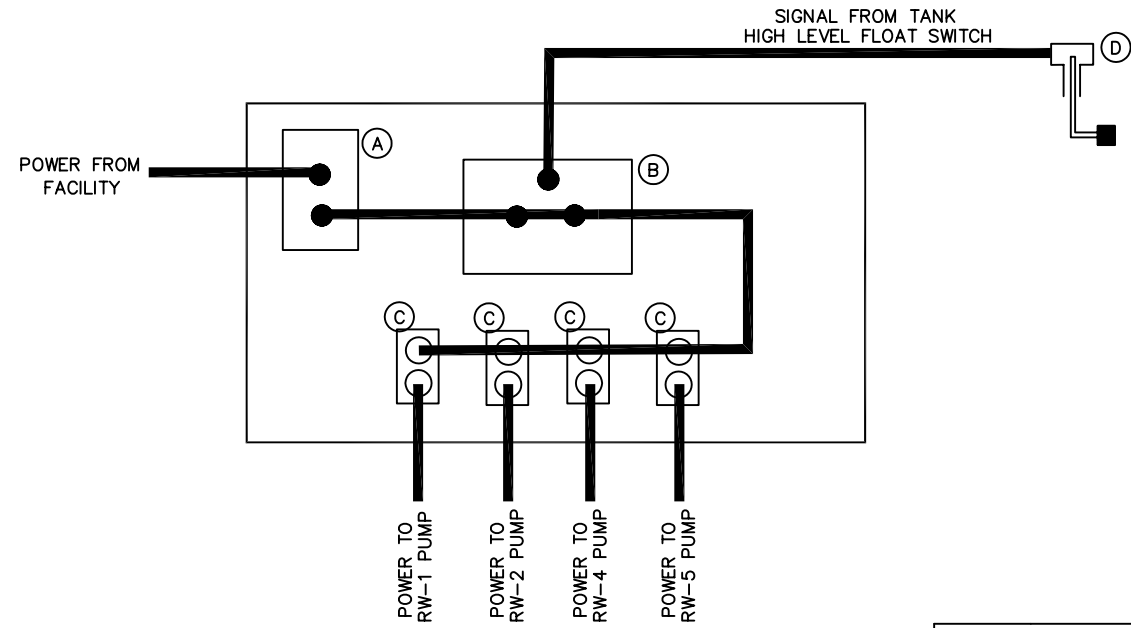 SIGNAL FROM TANK
HIGH LEVEL FLOAT SWITCH
D
A
POWER FROM
FACILITY
B
C
C
C
C
POWER TO
RW-1 PUMP
POWER TO
RW-2 PUMP
POWER TO
RW-4 PUMP
POWER TO
RW-5 PUMP